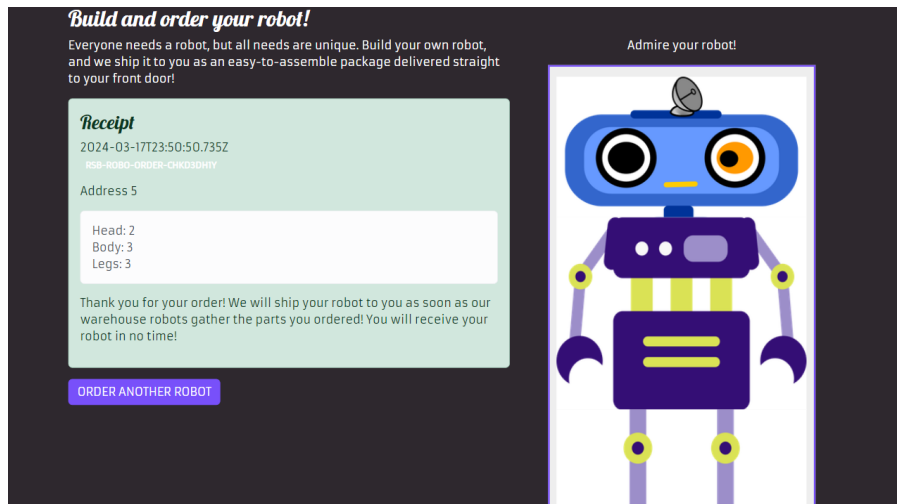 Build and order your robot!
Everyone needs a robot, but all needs are unique. Build your own robot,
and we ship it to you as an easy-to-assemble package delivered straight
to your front door!
Admire your robot!
Receipt
2024-03-17T23:50:50.735Z
RSB-ROBO-ORDER-CHKD3DH1Y
Address 5
Head: 2
Body: 3
Legs: 3
Thank you for your order! We will ship your robot to you as soon as our
warehouse robots gather the parts you ordered! You will receive your
robot in no time!
ORDER ANOTHER ROBOT